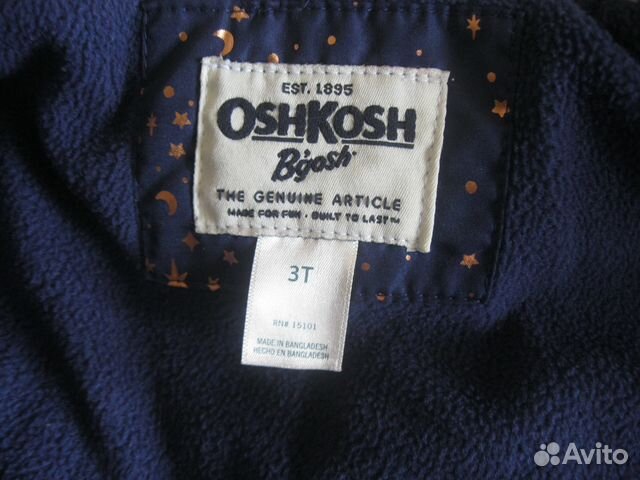 EST. 1895
OSHKOSH
B'gosh
THE GENUINE ARTICLE
MADE FOR FUN · BUILT TO LAST™
3T
RN# 15101
MADE IN BANGLADESH
HECHO EN BANGLADESH
Avito